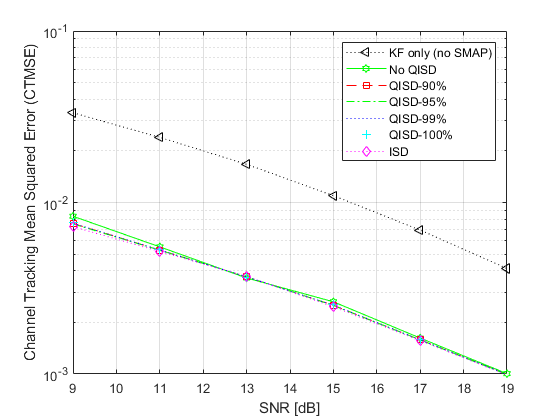 10-1
10-2
10-3
Channel Tracking Mean Squared Error (CTMSE)
KF only (no SMAP)
No QISD
QISD-90%
QISD-95%
QISD-99%
QISD-100%
ISD
9 10 11 12 13 14 15 16 17 18 19
SNR [dB]